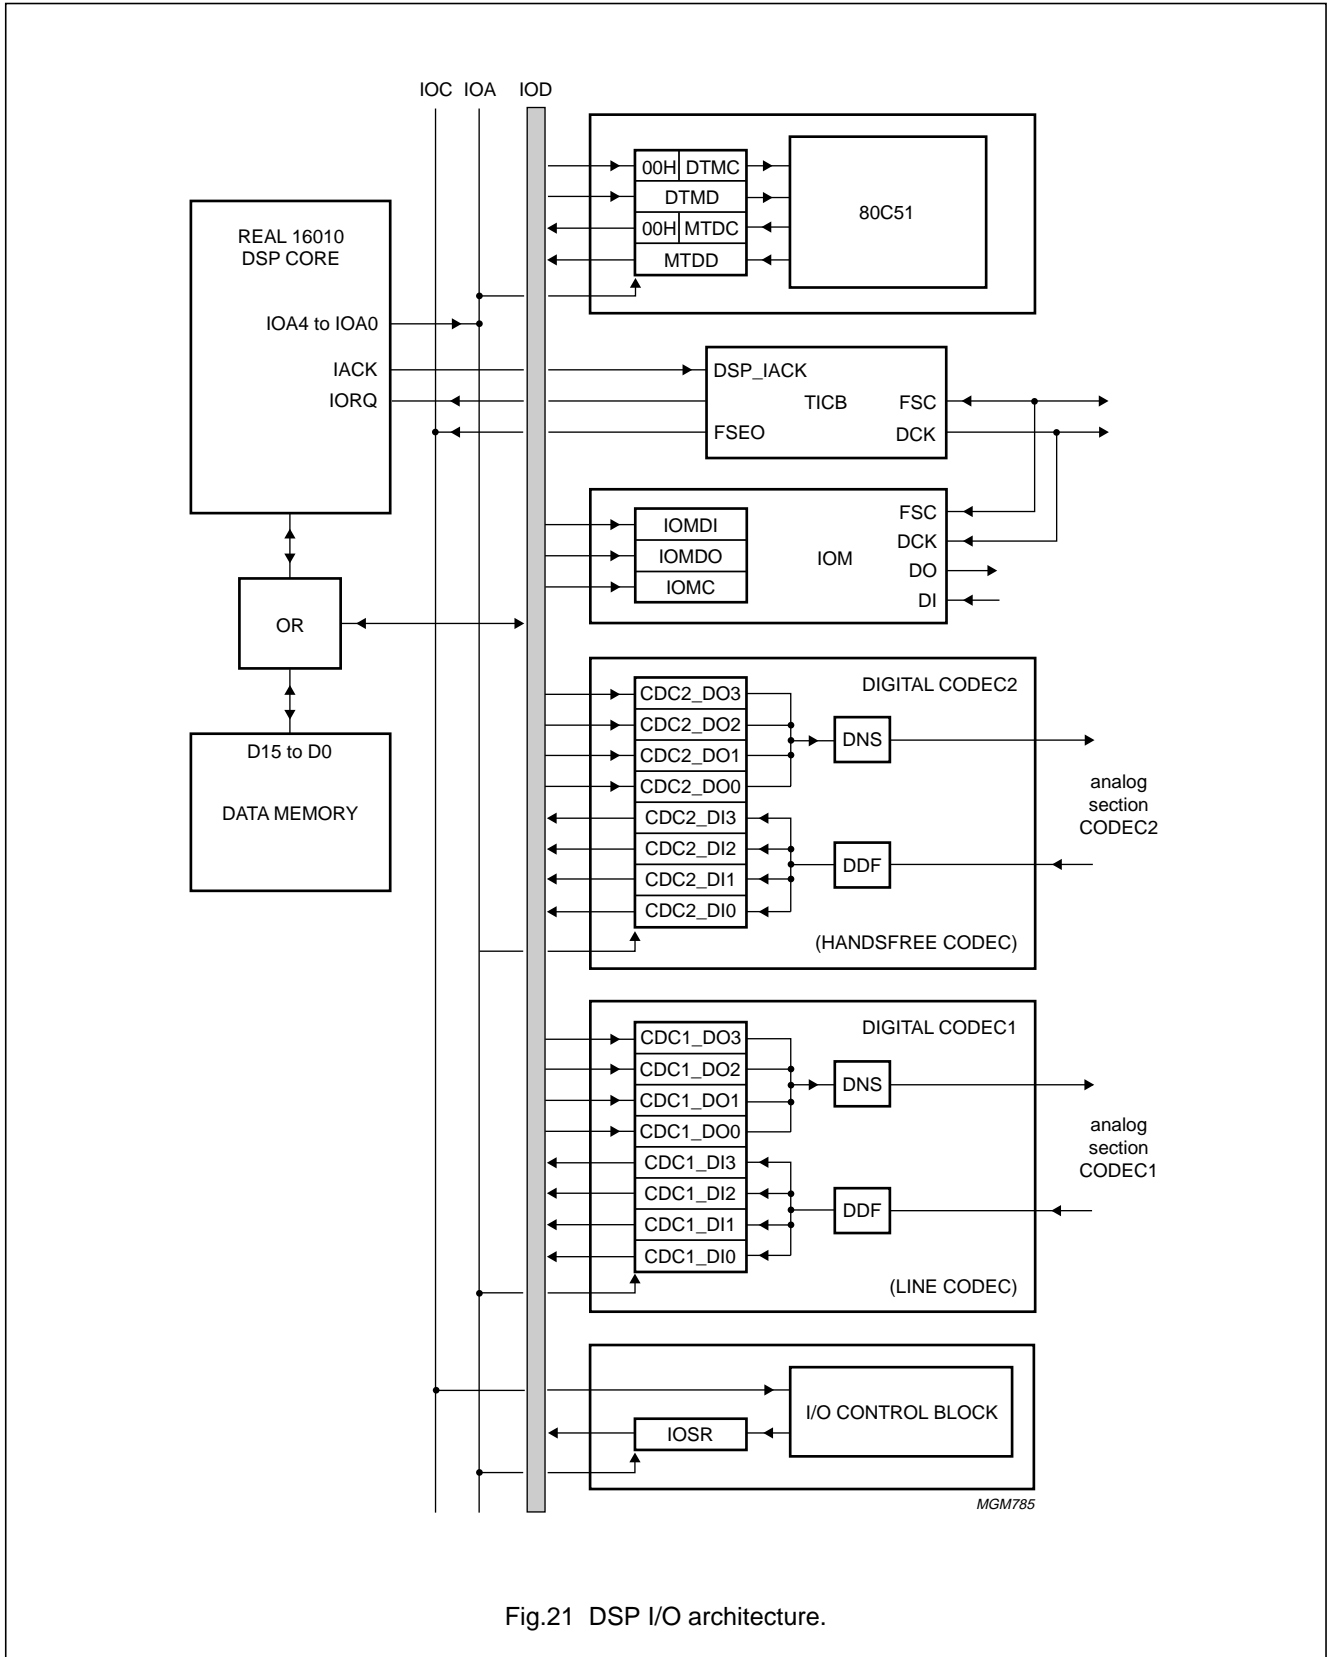 IOC IOA IOD
REAL 16010
DSP CORE
IOA4 to IOA0
IACK
IORQ
OR
D15 to D0
DATA MEMORY
00H DTMC
DTMD
00H MTDC
MTDD
80C51
DSP_IACK
TICB
FSEO
FSC
DCK
IOMDI
IOMDO
IOMC
IOM
FSC
DCK
DO
DI
DIGITAL CODEC2
CDC2_DO3
CDC2_DO2
CDC2_DO1
CDC2_DO0
CDC2_DI3
CDC2_DI2
CDC2_DI1
CDC2_DI0
DNS
DDF
(HANDSFREE CODEC)
analog
section
CODEC2
DIGITAL CODEC1
CDC1_DO3
CDC1_DO2
CDC1_DO1
CDC1_DO0
CDC1_DI3
CDC1_DI2
CDC1_DI1
CDC1_DI0
DNS
DDF
(LINE CODEC)
analog
section
CODEC1
I/O CONTROL BLOCK
IOSR
MGM785
Fig.21 DSP I/O architecture.